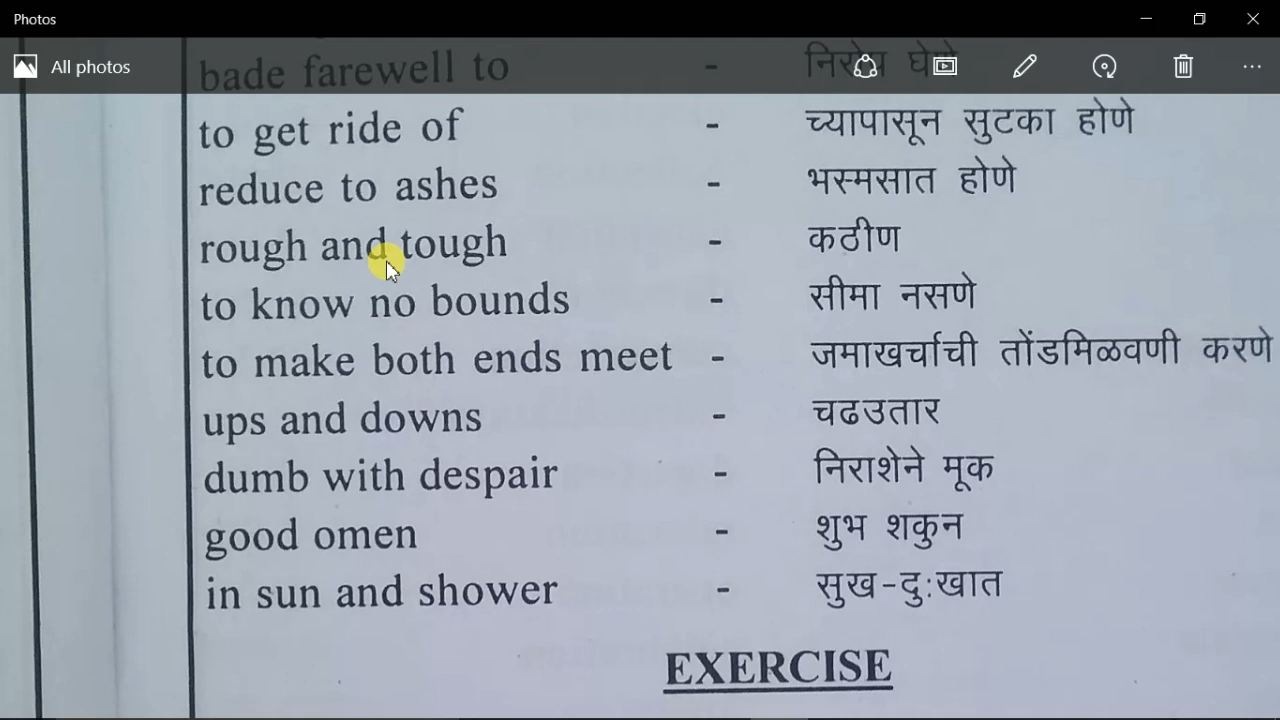 Photos
All photos
bade farewell to - निरोप घेणे
to get ride of - च्यापासून सुटका होणे
reduce to ashes - भस्मसात होणे
rough and tough - कठीण
to know no bounds - सीमा नसणे
to make both ends meet - जमाखर्चाची तोंडमिळवणी करणे
ups and downs - चढउतार
dumb with despair - निराशेने मूक
good omen - शुभ शकुन
in sun and shower - सुख-दु:खात
EXERCISE